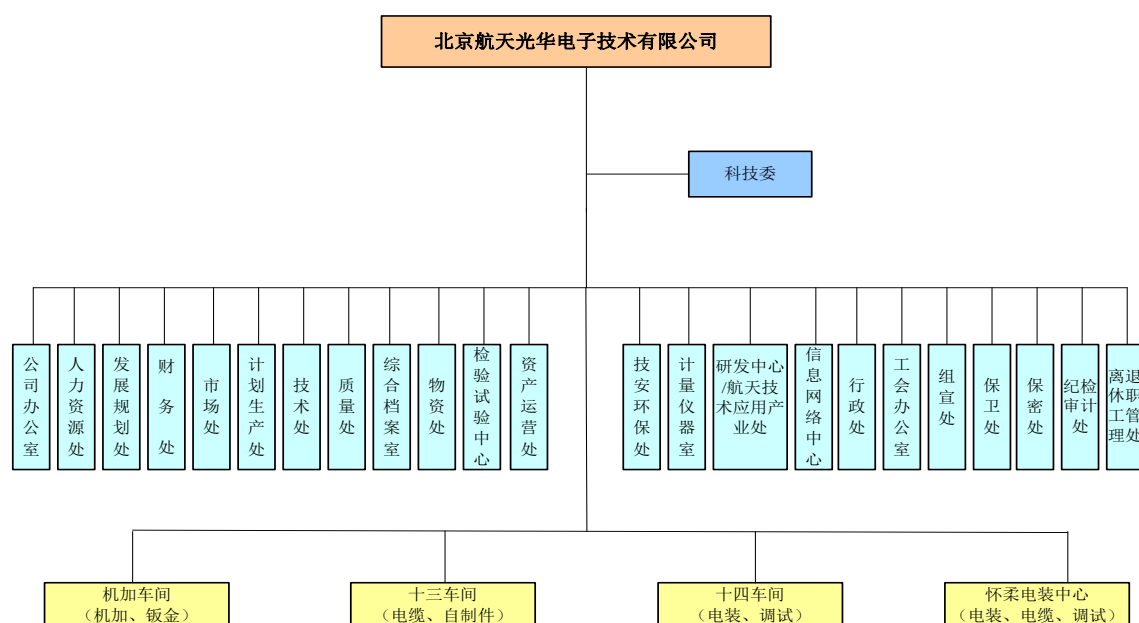 北京航天光华电子技术有限公司
科技委
公司办公室
人力资源处
发展规划处
财务处
市场处
计划生产处
技术处
质量处
综合档案室
物资处
检验试验中心
资产运营处
技安环保处
计量仪器室
研发中心
/航天技
术应用产
业处
信息网络中心
行政处
工会办公室
组宣处
保卫处
保密处
纪检
审计
处
离退
休职
工管
理处
机加车间
（机加、钣金）
十三车间
（电缆、自制件）
十四车间
（电装、调试）
怀柔电装中心
（电装、电缆、调试）